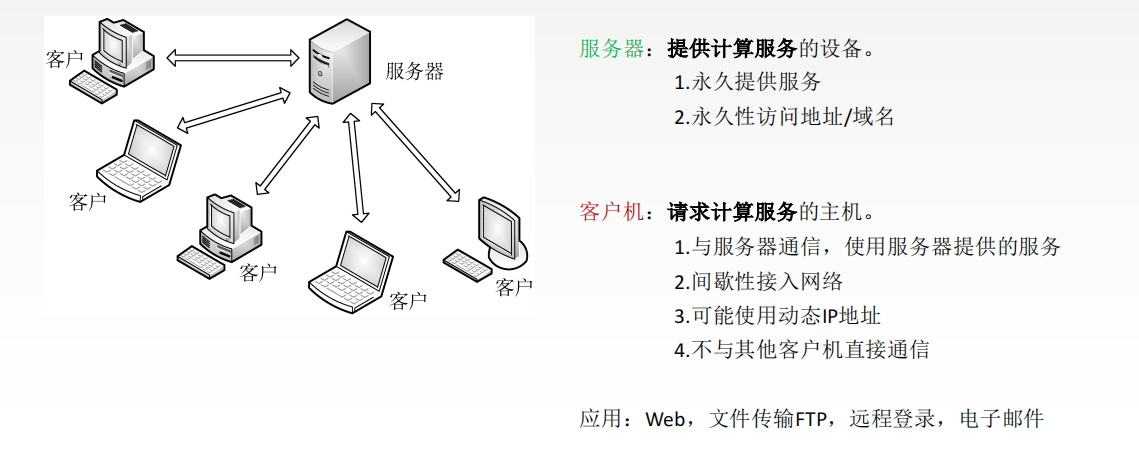 客户
服务器
客户
客户
客户
客户
服务器：提供计算服务的设备。
1.永久提供服务
2.永久性访问地址/域名
客户机：请求计算服务的主机。
1.与服务器通信，使用服务器提供的服务
2.间歇性接入网络
3.可能使用动态IP地址
4.不与其他客户机直接通信
应用：Web，文件传输FTP，远程登录，电子邮件